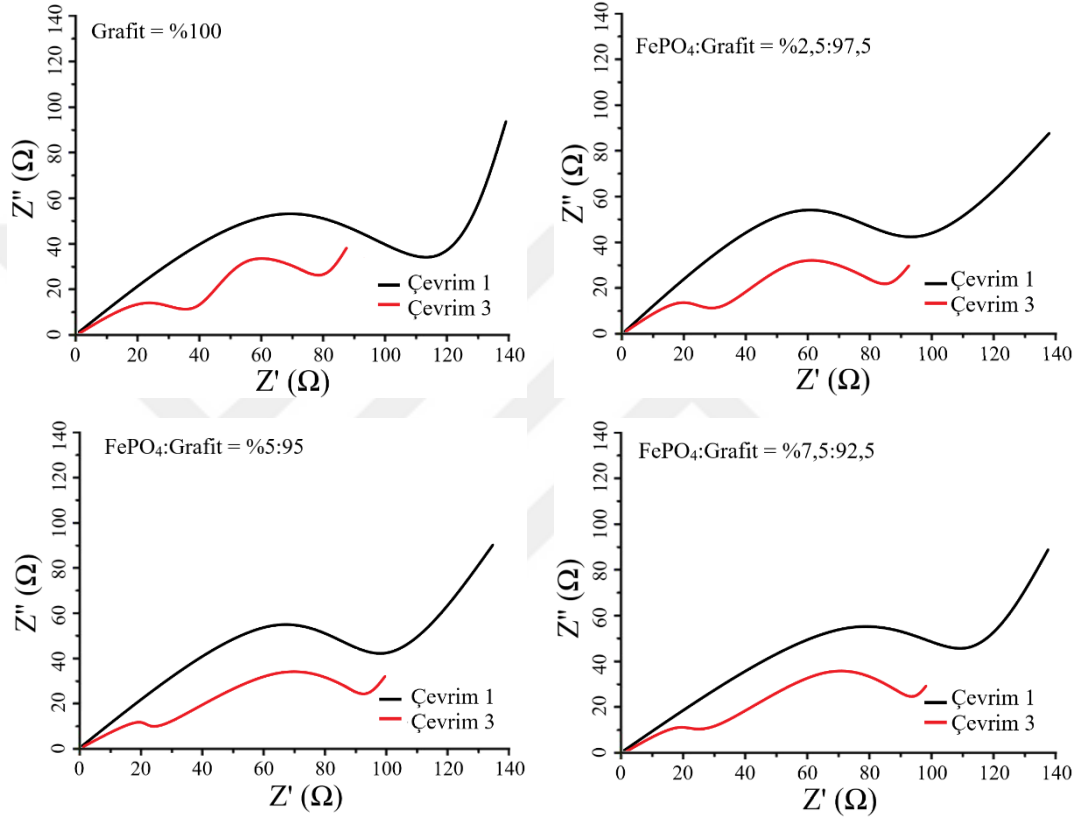 Grafit = %100
140
120
100
80
60
40
20
0
Z" (Ω)
Çevrim 1
Çevrim 3
0 20 40 60 80 100 120 140
Z' (Ω)
FePO₄:Grafit = %2,5:97,5
140
120
100
80
60
40
20
0
Z" (Ω)
Çevrim 1
Çevrim 3
0 20 40 60 80 100 120 140
Z' (Ω)
FePO₄:Grafit = %5:95
140
120
100
80
60
40
20
0
Z" (Ω)
Çevrim 1
Çevrim 3
0 20 40 60 80 100 120 140
Z' (Ω)
FePO₄:Grafit = %7,5:92,5
140
120
100
80
60
40
20
0
Z" (Ω)
Çevrim 1
Çevrim 3
0 20 40 60 80 100 120 140
Z' (Ω)